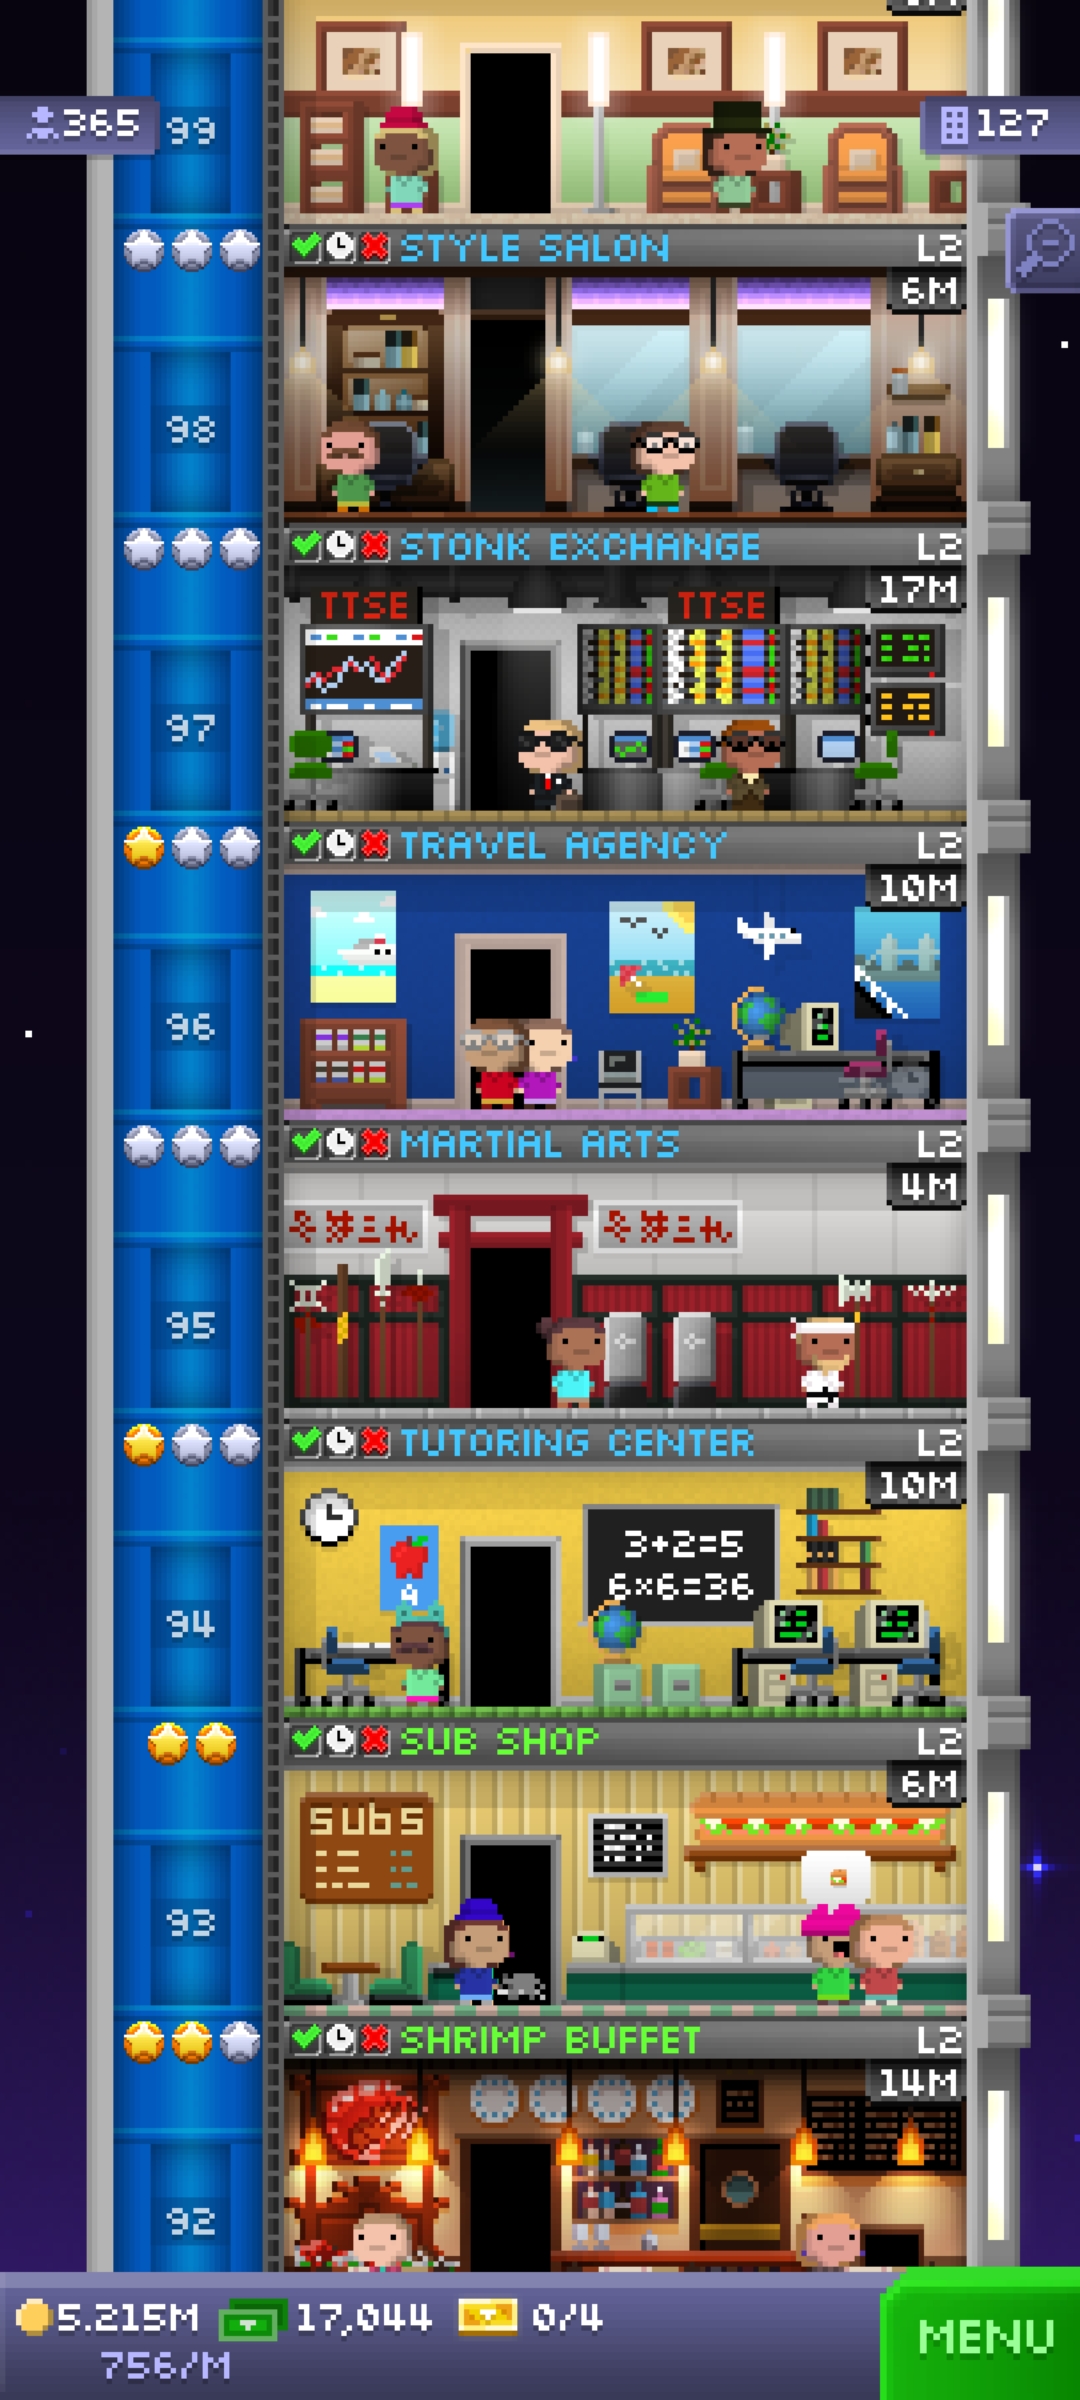 365
99
127
STYLE SALON L2
6M
98
STONK EXCHANGE L2
17M
TTSE TTSE
97
TRAVEL AGENCY L2
10M
96
MARTIAL ARTS L2
4M
95
TUTORING CENTER L2
10M
3+2=5
6×6=36
94
SUB SHOP L2
6M
SUBS
93
SHRIMP BUFFET L2
14M
92
5.215M 17,044 0/4
756/M
MENU